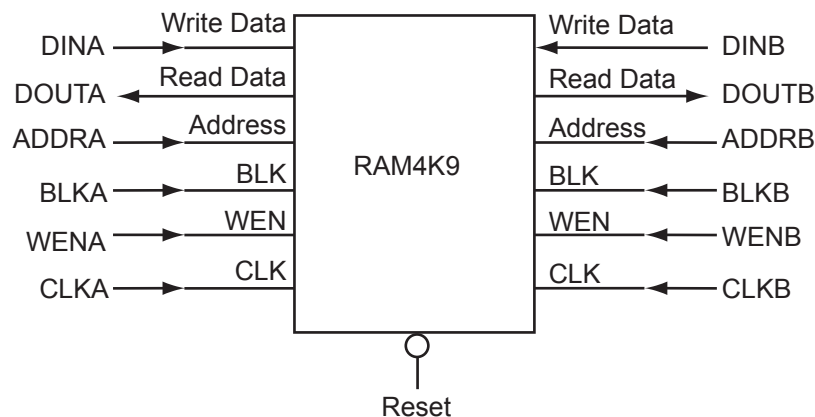 DINA Write Data Write Data DINB
DOUTA Read Data Read Data DOUTB
ADDRA Address Address ADDRB
RAM4K9
BLKA BLK BLK BLKB
WENA WEN WEN WENB
CLKA CLK CLK CLKB
Reset